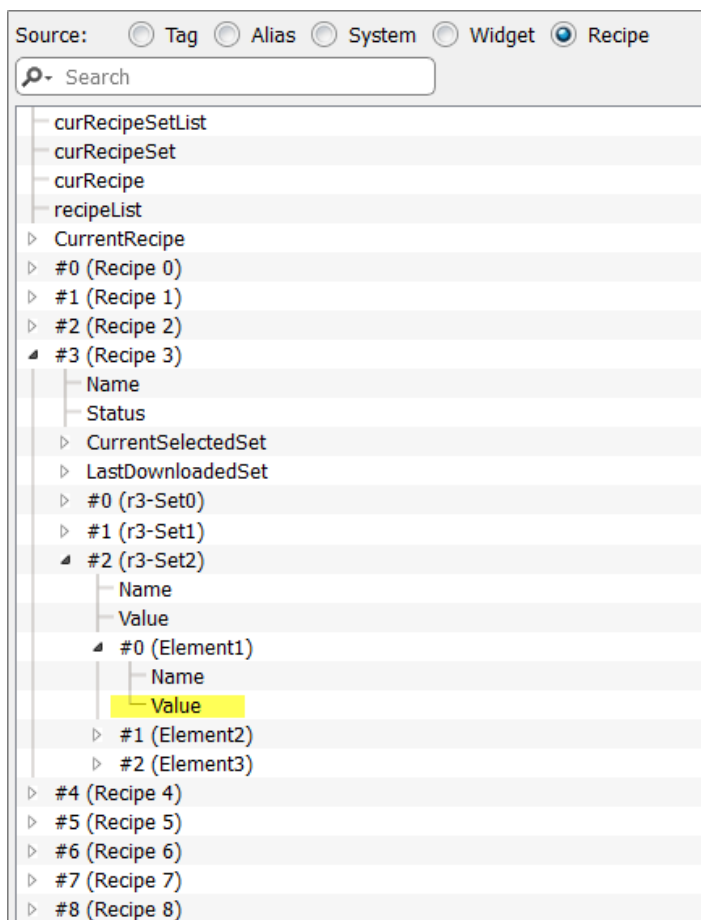 Source: Tag Alias System Widget Recipe
Search
curRecipeSetList
curRecipeSet
curRecipe
recipeList
CurrentRecipe
#0 (Recipe 0)
#1 (Recipe 1)
#2 (Recipe 2)
#3 (Recipe 3)
Name
Status
CurrentSelectedSet
LastDownloadedSet
#0 (r3-Set0)
#1 (r3-Set1)
#2 (r3-Set2)
Name
Value
#0 (Element1)
Name
Value
#1 (Element2)
#2 (Element3)
#4 (Recipe 4)
#5 (Recipe 5)
#6 (Recipe 6)
#7 (Recipe 7)
#8 (Recipe 8)